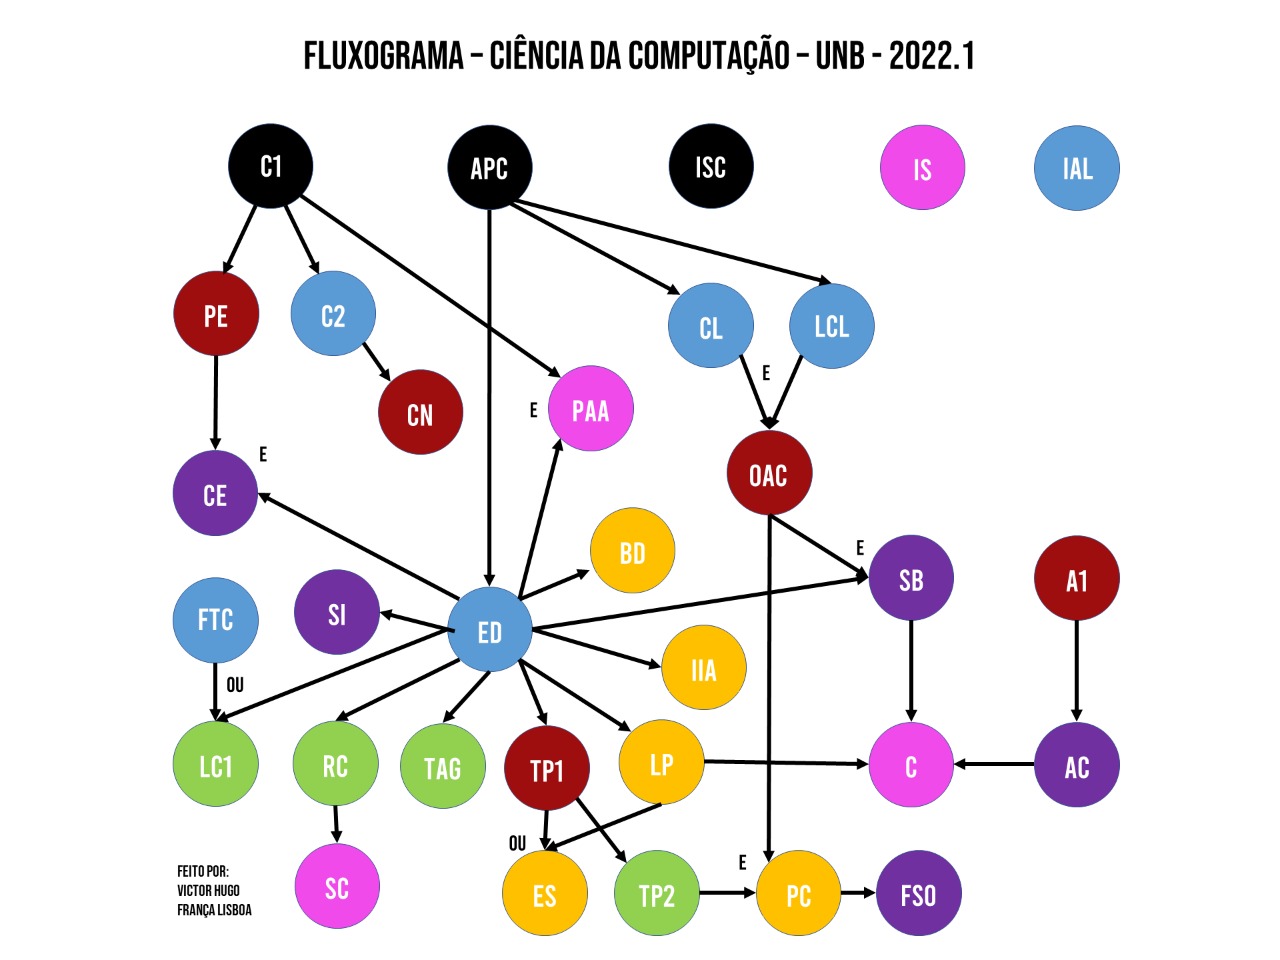 FLUXOGRAMA – CIÊNCIA DA COMPUTAÇÃO – UNB - 2022.1
C1
APC
ISC
IS
IAL
PE
C2
CL
LCL
E
CN
E
PAA
E
CE
OAC
BD
E
SB
A1
FTC
SI
ED
IIA
OU
LC1
RC
TAG
TP1
LP
C
AC
OU
E
SC
ES
TP2
PC
FSO
FEITO POR:
VICTOR HUGO
FRANÇA LISBOA